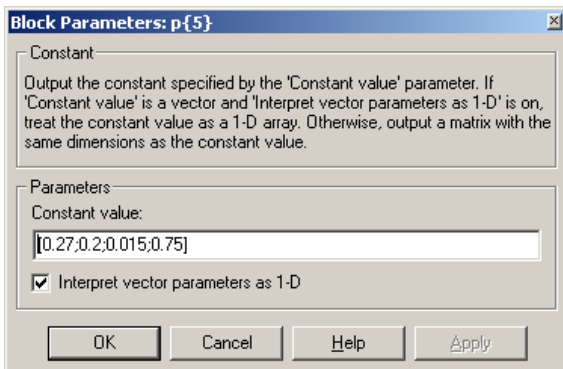 Block Parameters: p{5}
Constant
Output the constant specified by the 'Constant value' parameter. If
'Constant value' is a vector and 'Interpret vector parameters as 1-D' is on,
treat the constant value as a 1-D array. Otherwise, output a matrix with the
same dimensions as the constant value.
Parameters
Constant value:
[0.27;0.2;0.015;0.75]
Interpret vector parameters as 1-D
OK Cancel Help Apply